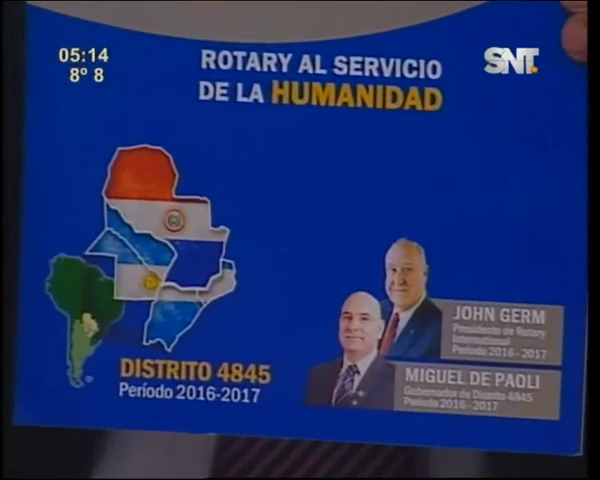 05:14
8º 8
SNT.
ROTARY AL SERVICIO
DE LA HUMANIDAD
DISTRITO 4845
Período 2016-2017
JOHN GERM
Presidente de Rotary
International
Período 2016-2017
MIGUEL DE PAOLI
Gobernador de Distrito 4845
Período 2016-2017